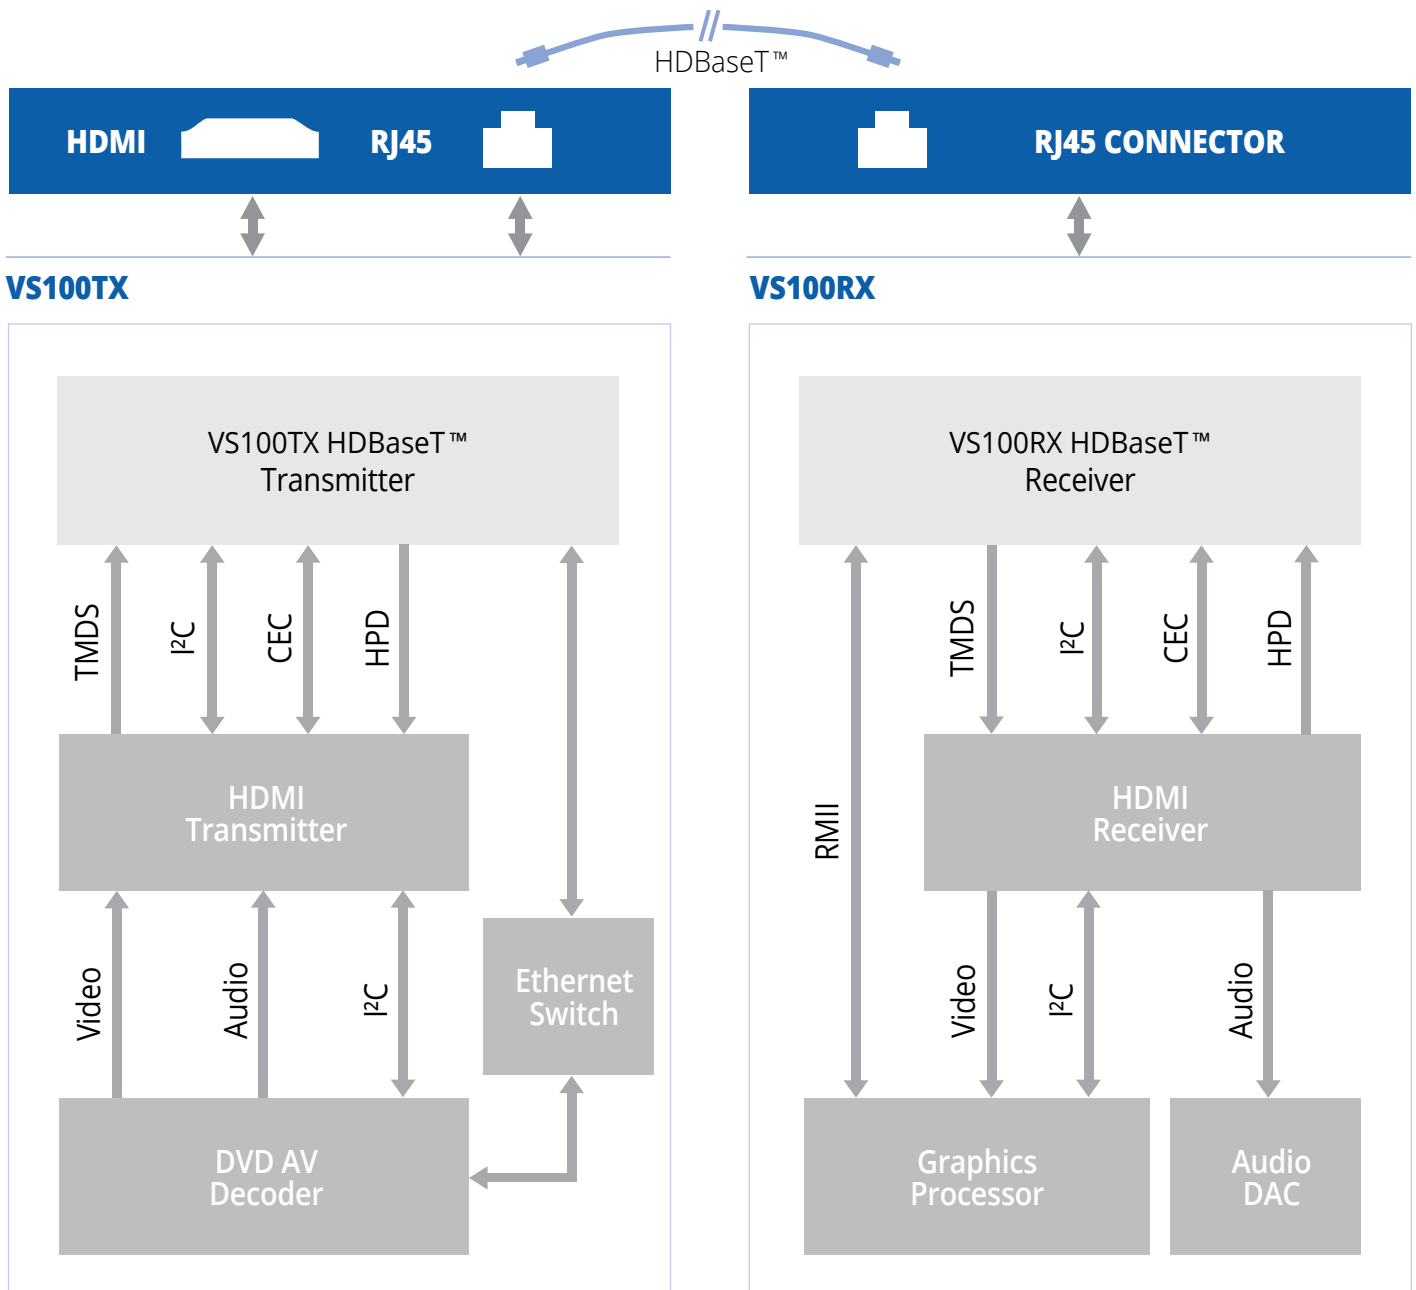 HDBaseT™
HDMI
RJ45
RJ45 CONNECTOR
VS100TX
VS100RX
VS100TX HDBaseT™
Transmitter
TMDS
I²C
CEC
HPD
HDMI
Transmitter
Video
Audio
I²C
Ethernet
Switch
DVD AV
Decoder
VS100RX HDBaseT™
Receiver
RMII
TMDS
I²C
CEC
HPD
HDMI
Receiver
Video
I²C
Audio
Graphics
Processor
Audio
DAC